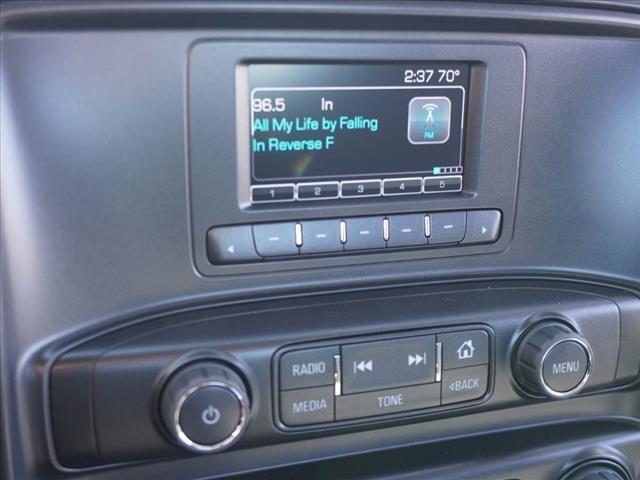 2:37 70°
96.5 In
All My Life by Falling
In Reverse F
FM
1 2 3 4 5
RADIO
MEDIA
TONE
BACK
MENU